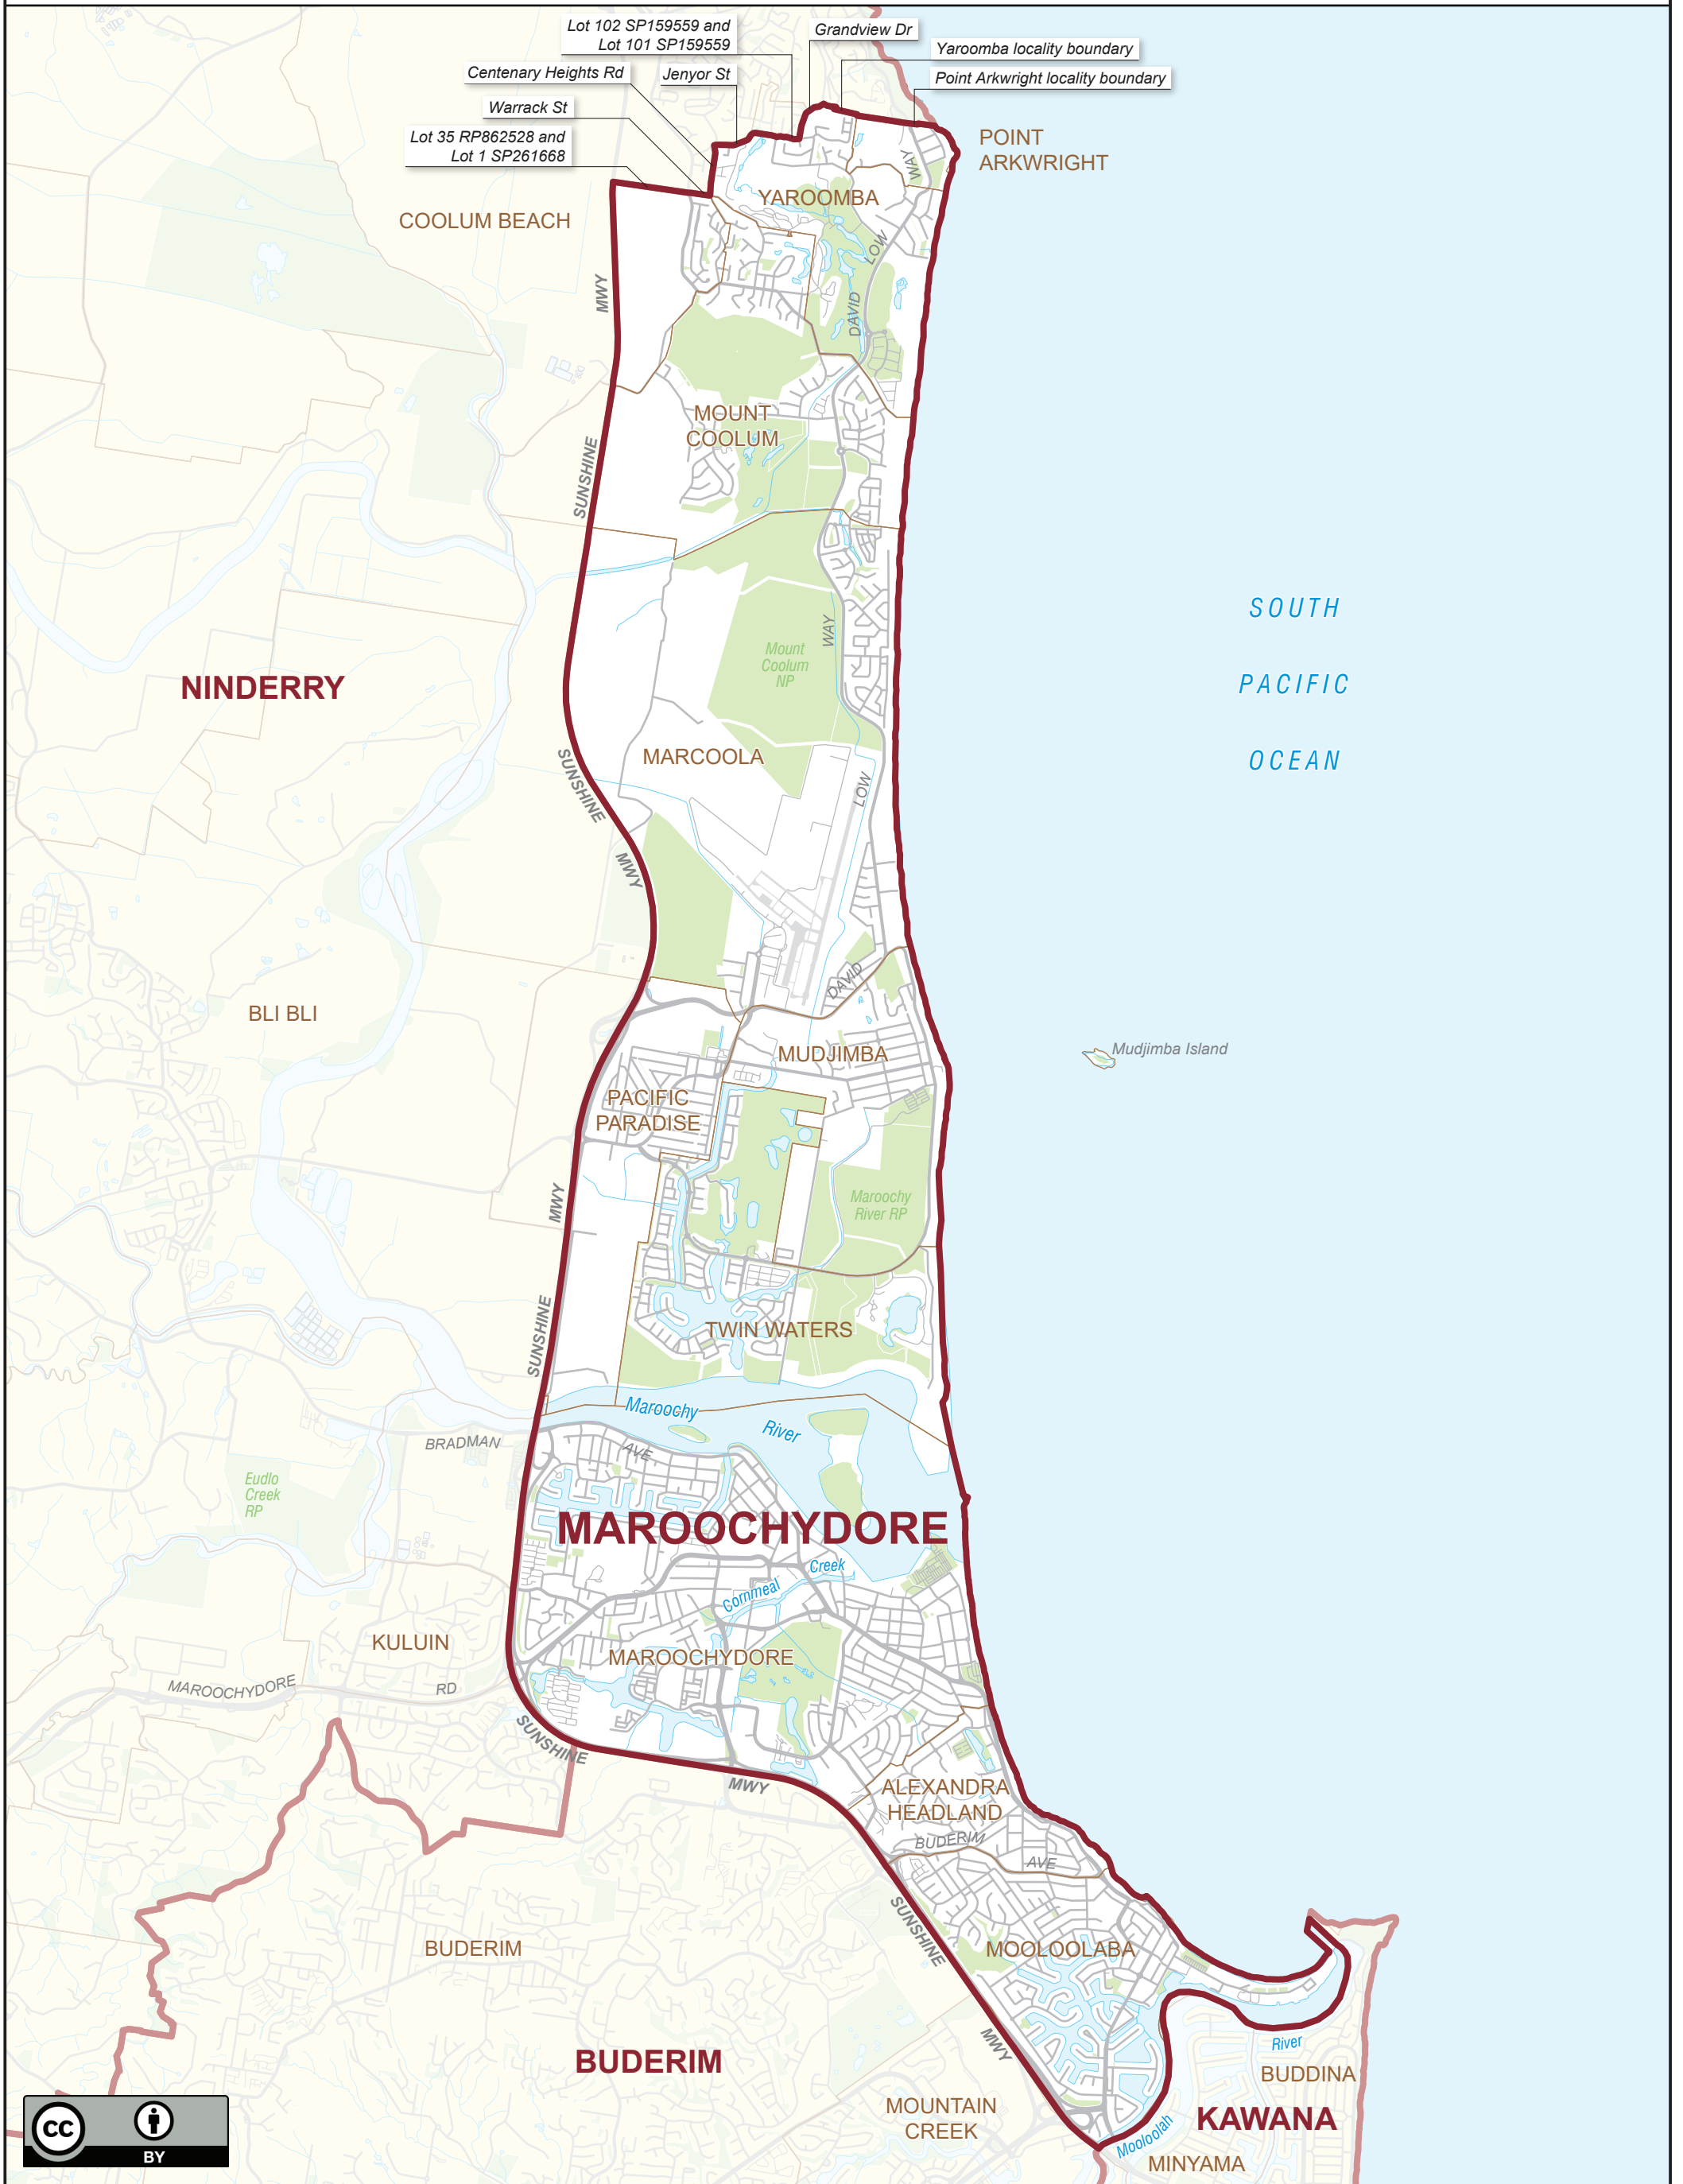 Lot 102 SP159559 and
Lot 101 SP159559
Grandview Dr
Yaroomba locality boundary
Centenary Heights Rd
Jenyor St
Point Arkwright locality boundary
Warrack St
Lot 35 RP862528 and
Lot 1 SP261668
POINT
ARKWRIGHT
WAY
YAROOMBA
COOLUM BEACH
LOW
MWY
DAVID
MOUNT
COOLUM
SUNSHINE
SOUTH
PACIFIC
OCEAN
WAY
Mount
Coolum
NP
NINDERRY
MARCOOLA
SUNSHINE
LOW
MWY
DAVID
BLI BLI
MUDJIMBA
Mudjimba Island
PACIFIC
PARADISE
MWY
Maroochy
River RP
SUNSHINE
TWIN WATERS
Maroochy
River
BRADMAN
AVE
Eudlo
Creek
RP
MAROOCHYDORE
Creek
Cornmeal
KULUIN
MAROOCHYDORE
MAROOCHYDORE
RD
SUNSHINE
MWY
ALEXANDRA
HEADLAND
BUDERIM
AVE
SUNSHINE
BUDERIM
MOOLOOLABA
MWY
River
BUDERIM
BUDDINA
MOUNTAIN
CREEK
KAWANA
Mooloolah
MINYAMA
CC
BY